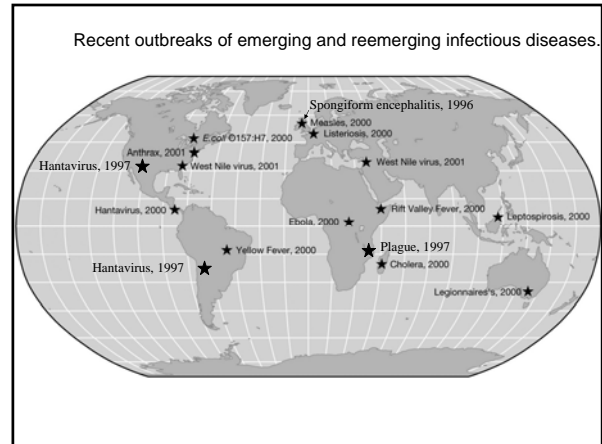 Recent outbreaks of emerging and reemerging infectious diseases.
Spongiform encephalitis, 1996
Measles, 2000
Listeriosis, 2000
E.coli O157:H7, 2000
Anthrax, 2001
Hantavirus, 1997
West Nile virus, 2001
West Nile virus, 2001
Hantavirus, 2000
Rift Valley Fever, 2000
Ebola, 2000
Leptospirosis, 2000
Yellow Fever, 2000
Plague, 1997
Hantavirus, 1997
Cholera, 2000
Legionnaires's, 2000